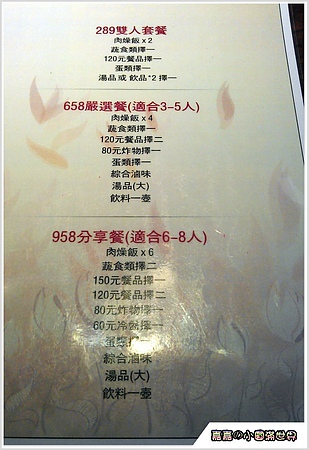 289雙人套餐
肉燥飯 x 2
蔬食類擇一
120元餐品擇一
蛋類擇一
湯品 或 飲品*2 擇一
658嚴選餐(適合3-5人)
肉燥飯 x 4
蔬食類擇一
120元餐品擇二
80元炸物擇一
蛋類擇一
綜合滷味
湯品(大)
飲料一壺
958分享餐(適合6-8人)
肉燥飯 x 6
蔬食類擇二
150元餐品擇一
120元餐品擇二
80元炸物擇一
60元冷盤擇一
蛋類擇一
綜合滷味
湯品(大)
飲料一壺